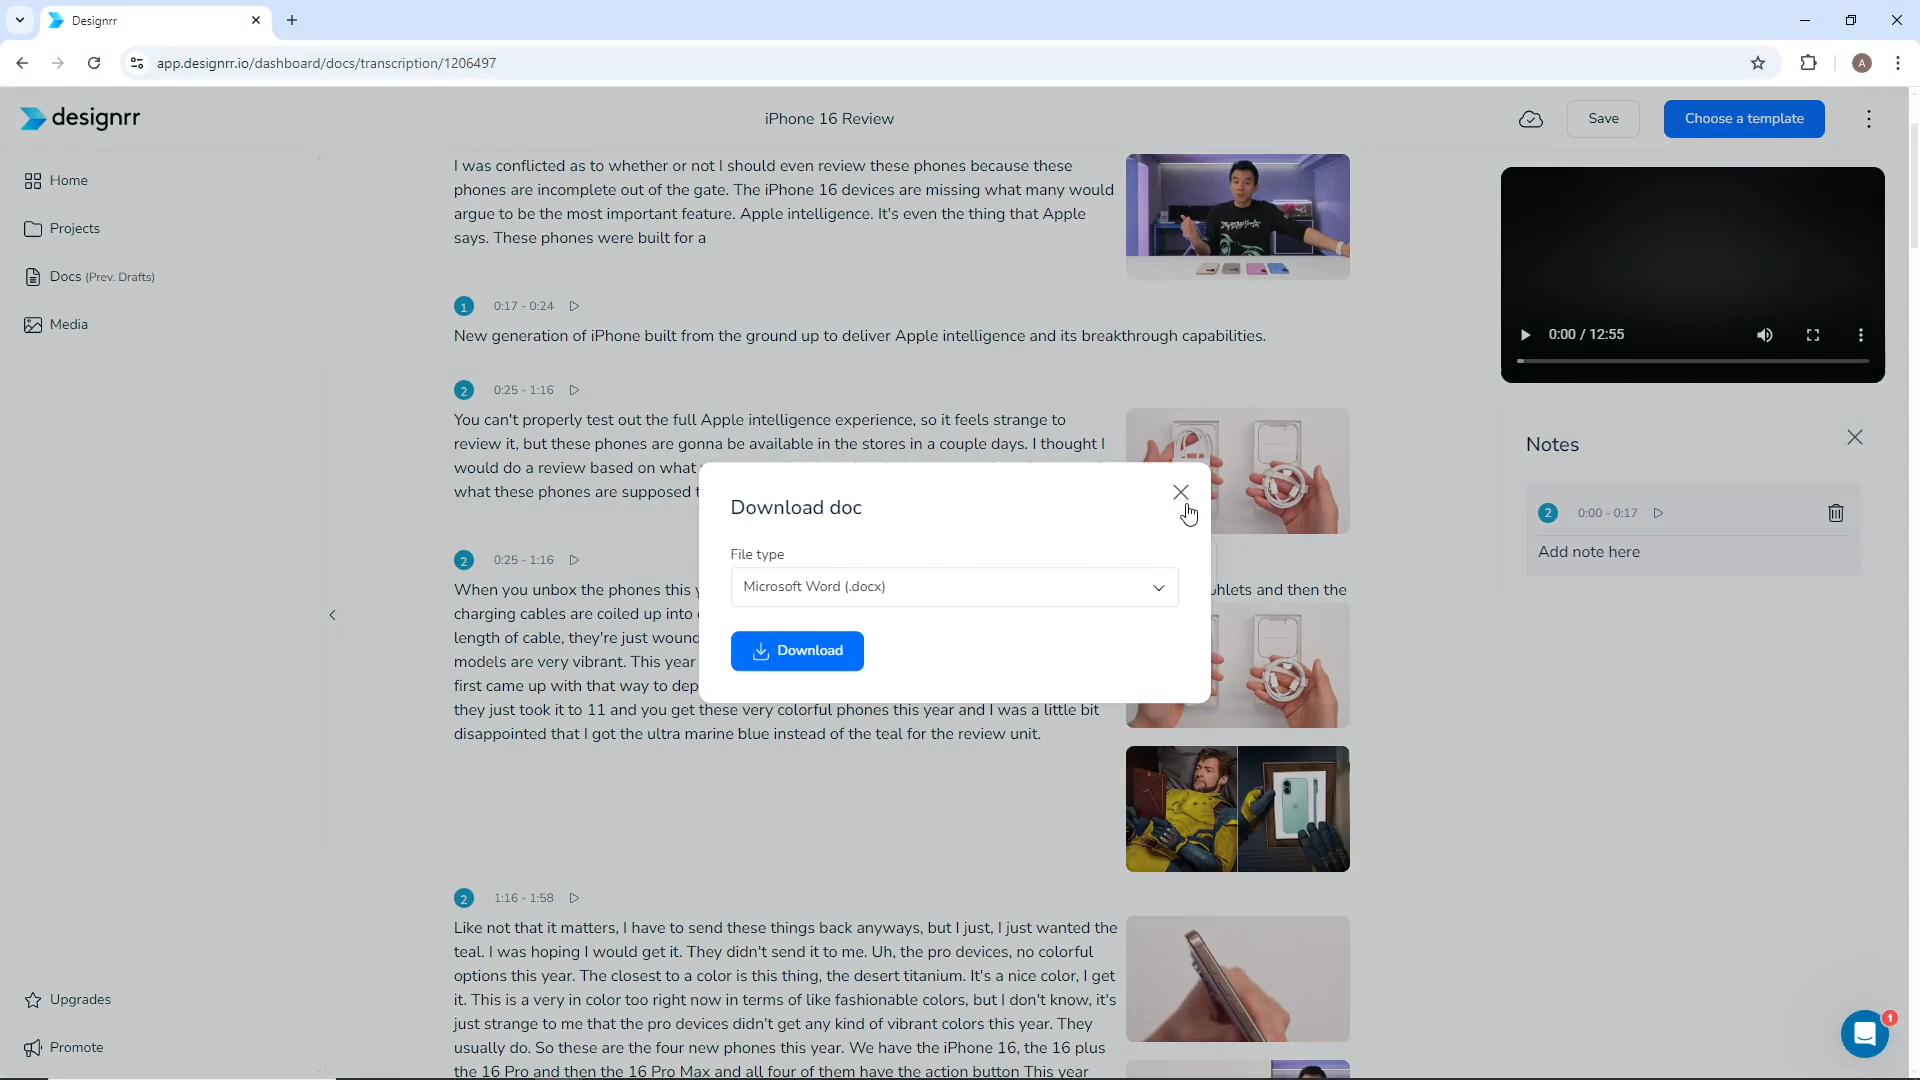 Designrr
app.designrr.io/dashboard/docs/transcription/1206497
A
designrr
iPhone 16 Review
Save
Choose a template
Home
Projects
Docs (Prev. Drafts)
Media
I was conflicted as to whether or not I should even review these phones because these
phones are incomplete out of the gate. The iPhone 16 devices are missing what many would
argue to be the most important feature. Apple intelligence. It's even the thing that Apple
says. These phones were built for a
1 0:17 - 0:24
New generation of iPhone built from the ground up to deliver Apple intelligence and its breakthrough capabilities.
2 0:25 - 1:16
You can't properly test out the full Apple intelligence experience, so it feels strange to
review it, but these phones are gonna be available in the stores in a couple days. I thought I
would do a review based on what
what these phones are supposed
2 0:25 - 1:16
When you unbox the phones this
and then the
charging cables are coiled up into
length of cable, they're just
models are very vibrant. This year
first came up with that way to
they just took it to 11 and you get these very colorful phones this year and I was a little bit
disappointed that I got the ultra marine blue instead of the teal for the review unit.
2 1:16 - 1:58
Like not that it matters, I have to send these things back anyways, but I just, I just wanted the
teal. I was hoping I would get it. They didn't send it to me. Uh, the pro devices, no colorful
options this year. The closest to a color is this thing, the desert titanium. It's a nice color, I get
it. This is a very in color too right now in terms of like fashionable colors, but I don't know, it's
just strange to me that the pro devices didn't get any kind of vibrant colors this year. They
usually do. So these are the four new phones this year. We have the iPhone 16, the 16 plus
the 16 Pro and then the 16 Pro Max and all four of them have the action button This year
Download doc
File type
Microsoft Word (.docx)
Download
0:00 / 12:55
Notes
2 0:00 - 0:17
Add note here
Upgrades
Promote
1